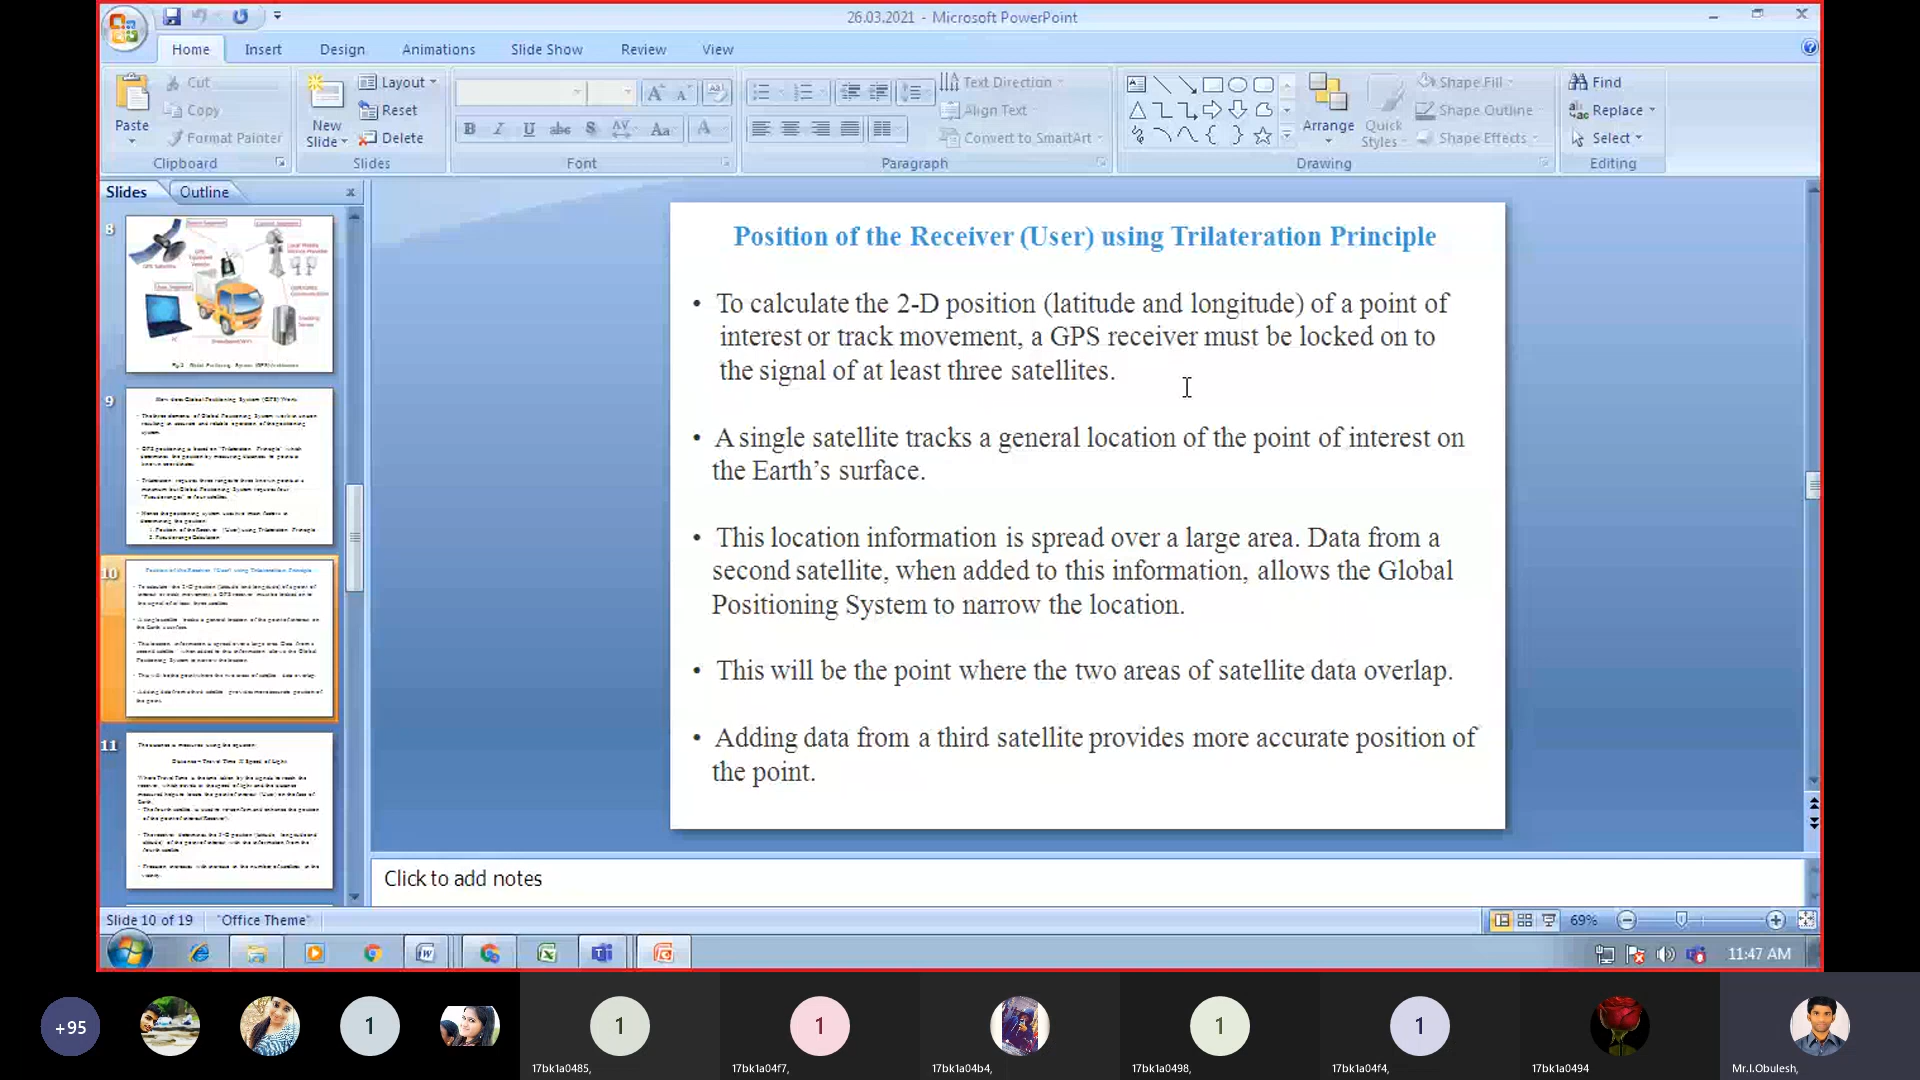 26.03.2021 - Microsoft PowerPoint
Home Insert Design Animations Slide Show Review View
Paste
Cut
Copy
Format Painter
Clipboard
New
Slide
Layout
Reset
Delete
Slides
Font
Text Direction
Align Text
Convert to SmartArt
Paragraph
Arrange
Quick
Styles
Shape Fill
Shape Outline
Shape Effects
Drawing
Find
Replace
Select
Editing
Slides Outline
8
9
10
11
Position of the Receiver (User) using Trilateration Principle
• To calculate the 2-D position (latitude and longitude) of a point of
interest or track movement, a GPS receiver must be locked on to
the signal of at least three satellites.
• A single satellite tracks a general location of the point of interest on
the Earth’s surface.
• This location information is spread over a large area. Data from a
second satellite, when added to this information, allows the Global
Positioning System to narrow the location.
• This will be the point where the two areas of satellite data overlap.
• Adding data from a third satellite provides more accurate position of
the point.
Click to add notes
Slide 10 of 19 "Office Theme" 69%
11:47 AM
+95 1 1 1 1 1
17bk1a0485, 17bk1a04f7, 17bk1a04b4, 17bk1a0498, 17bk1a04f4, 17bk1a0494 Mr.I.Obulesh,